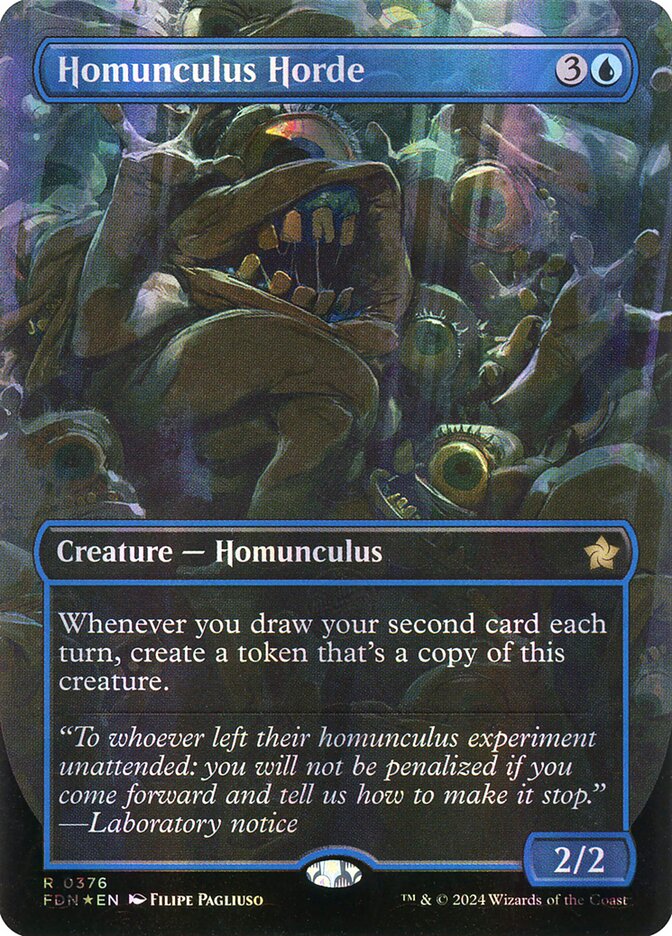 Homunculus Horde 3
Creature — Homunculus
Whenever you draw your second card each
turn, create a token that's a copy of this
creature.
“To whoever left their homunculus experiment
unattended: you will not be penalized if you
come forward and tell us how to make it stop.”
—Laboratory notice
2/2
R 0376
FDN★EN Filipe Pagliuso
™ & © 2024 Wizards of the Coast